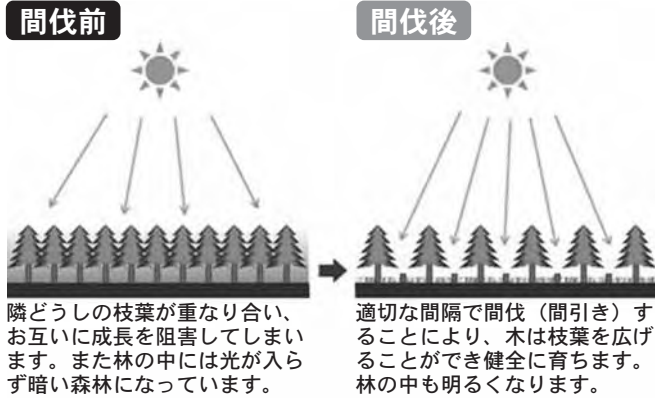 間伐前
隣どうしの枝葉が重なり合い、
お互いに成長を阻害してしまい
ます。また林の中には光が入ら
ず暗い森林になっています。
間伐後
適切な間隔で間伐（間引き）す
ることにより、木は枝葉を広げ
ることができ健全に育ちます。
林の中も明るくなります。